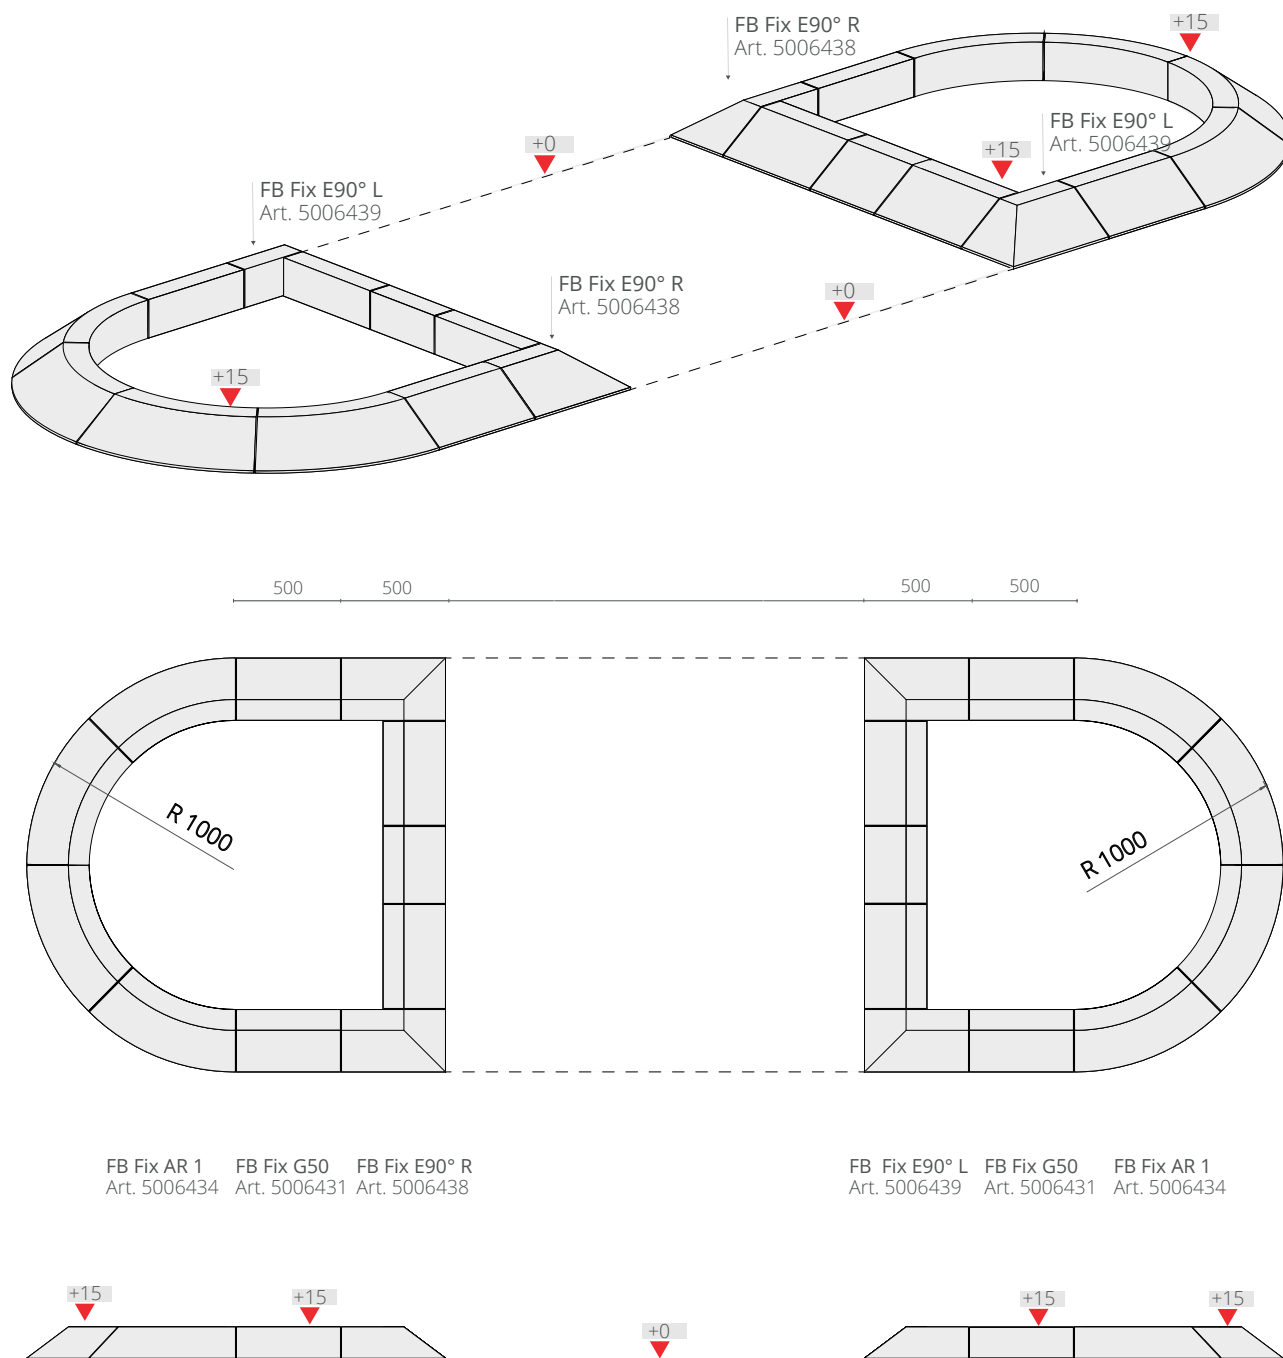 FB Fix E90° R
Art. 5006438
+15
FB Fix E90° L
Art. 5006439
+0
+15
FB Fix E90° L
Art. 5006439
FB Fix E90° R
Art. 5006438
+0
+15
500 500
500 500
R 1000
R 1000
FB Fix AR 1 FB Fix G50 FB Fix E90° R
Art. 5006434 Art. 5006431 Art. 5006438
FB Fix E90° L FB Fix G50 FB Fix AR 1
Art. 5006439 Art. 5006431 Art. 5006434
+15
+15
+0
+15
+15